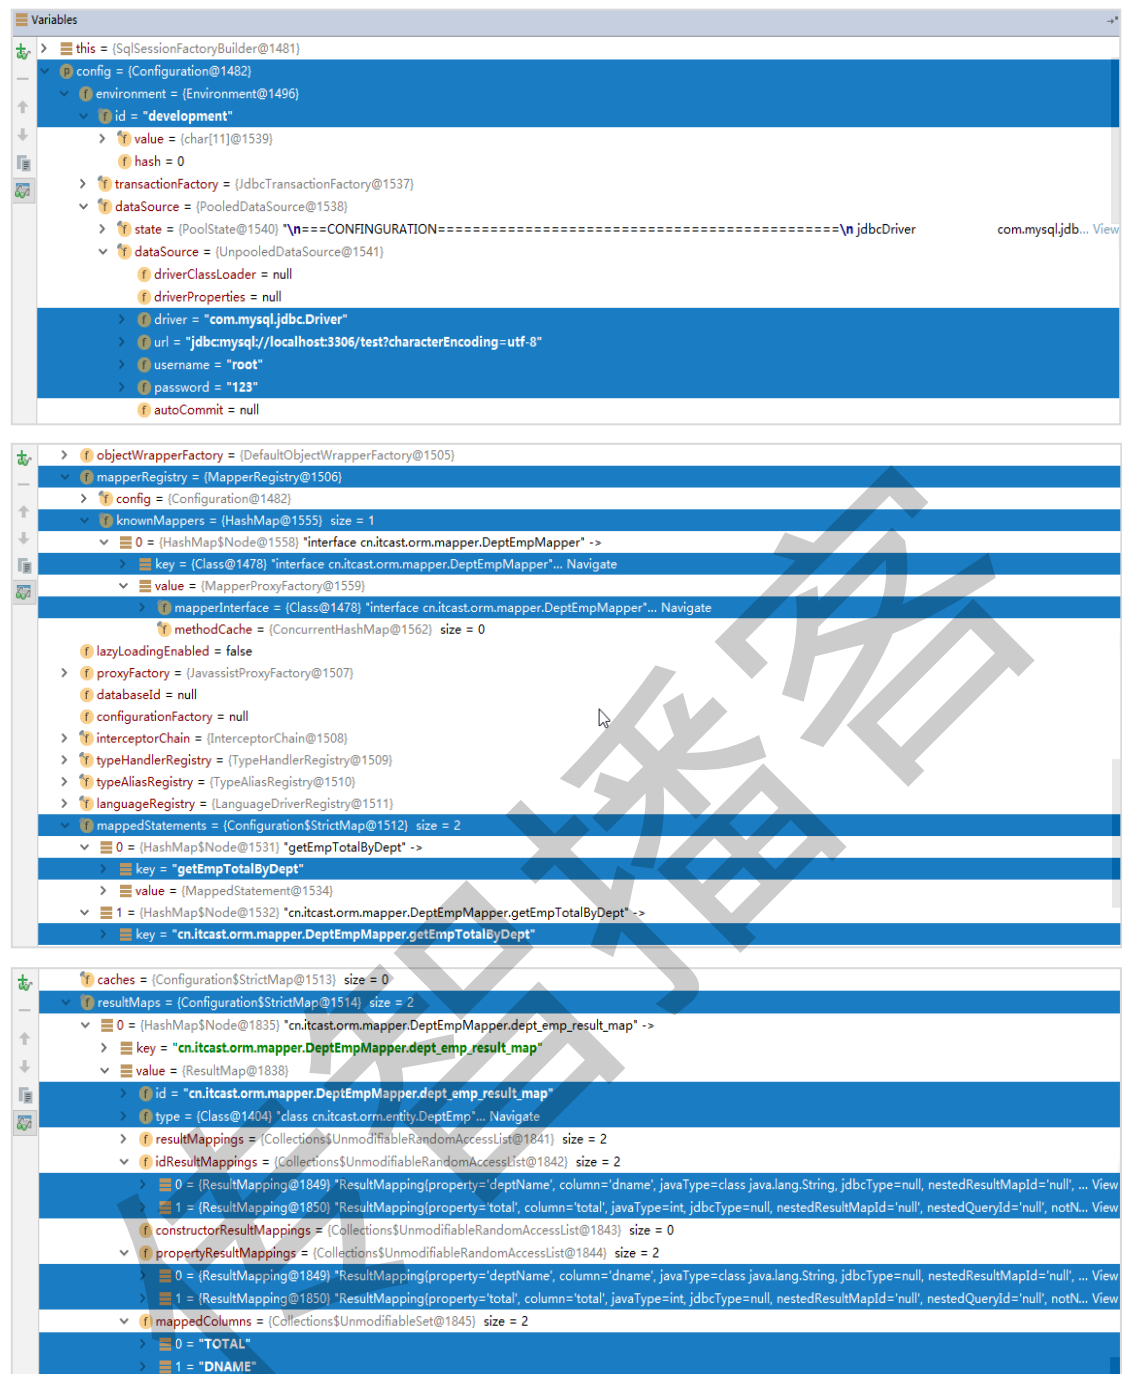 Variables
this = {SqlSessionFactoryBuilder@1481}
config = {Configuration@1482}
environment = {Environment@1496}
id = "development"
value = {char[11]@1539}
hash = 0
transactionFactory = {JdbcTransactionFactory@1537}
dataSource = {PooledDataSource@1538}
state = {PoolState@1540} "\n===CONFINGURATION==============================================\n jdbcDriver com.mysql.jdb... View
dataSource = {UnpooledDataSource@1541}
driverClassLoader = null
driverProperties = null
driver = "com.mysql.jdbc.Driver"
url = "jdbc:mysql://localhost:3306/test?characterEncoding=utf-8"
username = "root"
password = "123"
autoCommit = null
objectWrapperFactory = {DefaultObjectWrapperFactory@1505}
mapperRegistry = {MapperRegistry@1506}
config = {Configuration@1482}
knownMappers = {HashMap@1555} size = 1
0 = {HashMap$Node@1558} "interface cn.itcast.orm.mapper.DeptEmpMapper" ->
key = {Class@1478} "interface cn.itcast.orm.mapper.DeptEmpMapper"... Navigate
value = {MapperProxyFactory@1559}
mapperInterface = {Class@1478} "interface cn.itcast.orm.mapper.DeptEmpMapper"... Navigate
methodCache = {ConcurrentHashMap@1562} size = 0
lazyLoadingEnabled = false
proxyFactory = {JavassistProxyFactory@1507}
databaseId = null
configurationFactory = null
interceptorChain = {InterceptorChain@1508}
typeHandlerRegistry = {TypeHandlerRegistry@1509}
typeAliasRegistry = {TypeAliasRegistry@1510}
languageRegistry = {LanguageDriverRegistry@1511}
mappedStatements = {Configuration$StrictMap@1512} size = 2
0 = {HashMap$Node@1531} "getEmpTotalByDept" ->
key = "getEmpTotalByDept"
value = {MappedStatement@1534}
1 = {HashMap$Node@1532} "cn.itcast.orm.mapper.DeptEmpMapper.getEmpTotalByDept" ->
key = "cn.itcast.orm.mapper.DeptEmpMapper.getEmpTotalByDept"
caches = {Configuration$StrictMap@1513} size = 0
resultMaps = {Configuration$StrictMap@1514} size = 2
0 = {HashMap$Node@1835} "cn.itcast.orm.mapper.DeptEmpMapper.dept_emp_result_map" ->
key = "cn.itcast.orm.mapper.DeptEmpMapper.dept_emp_result_map"
value = {ResultMap@1838}
id = "cn.itcast.orm.mapper.DeptEmpMapper.dept_emp_result_map"
type = {Class@1404} "class cn.itcast.orm.entity.DeptEmp"... Navigate
resultMappings = {Collections$UnmodifiableRandomAccessList@1841} size = 2
idResultMappings = {Collections$UnmodifiableRandomAccessList@1842} size = 2
0 = {ResultMapping@1849} "ResultMapping{property='deptName', column='dname', javaType=class java.lang.String, jdbcType=null, nestedResultMapId='null', ... View
1 = {ResultMapping@1850} "ResultMapping{property='total', column='total', javaType=int, jdbcType=null, nestedResultMapId='null', nestedQueryId='null', notN... View
constructorResultMappings = {Collections$UnmodifiableRandomAccessList@1843} size = 0
propertyResultMappings = {Collections$UnmodifiableRandomAccessList@1844} size = 2
0 = {ResultMapping@1849} "ResultMapping{property='deptName', column='dname', javaType=class java.lang.String, jdbcType=null, nestedResultMapId='null', ... View
1 = {ResultMapping@1850} "ResultMapping{property='total', column='total', javaType=int, jdbcType=null, nestedResultMapId='null', nestedQueryId='null', notN... View
mappedColumns = {Collections$UnmodifiableSet@1845} size = 2
0 = "TOTAL"
1 = "DNAME"
传智播客